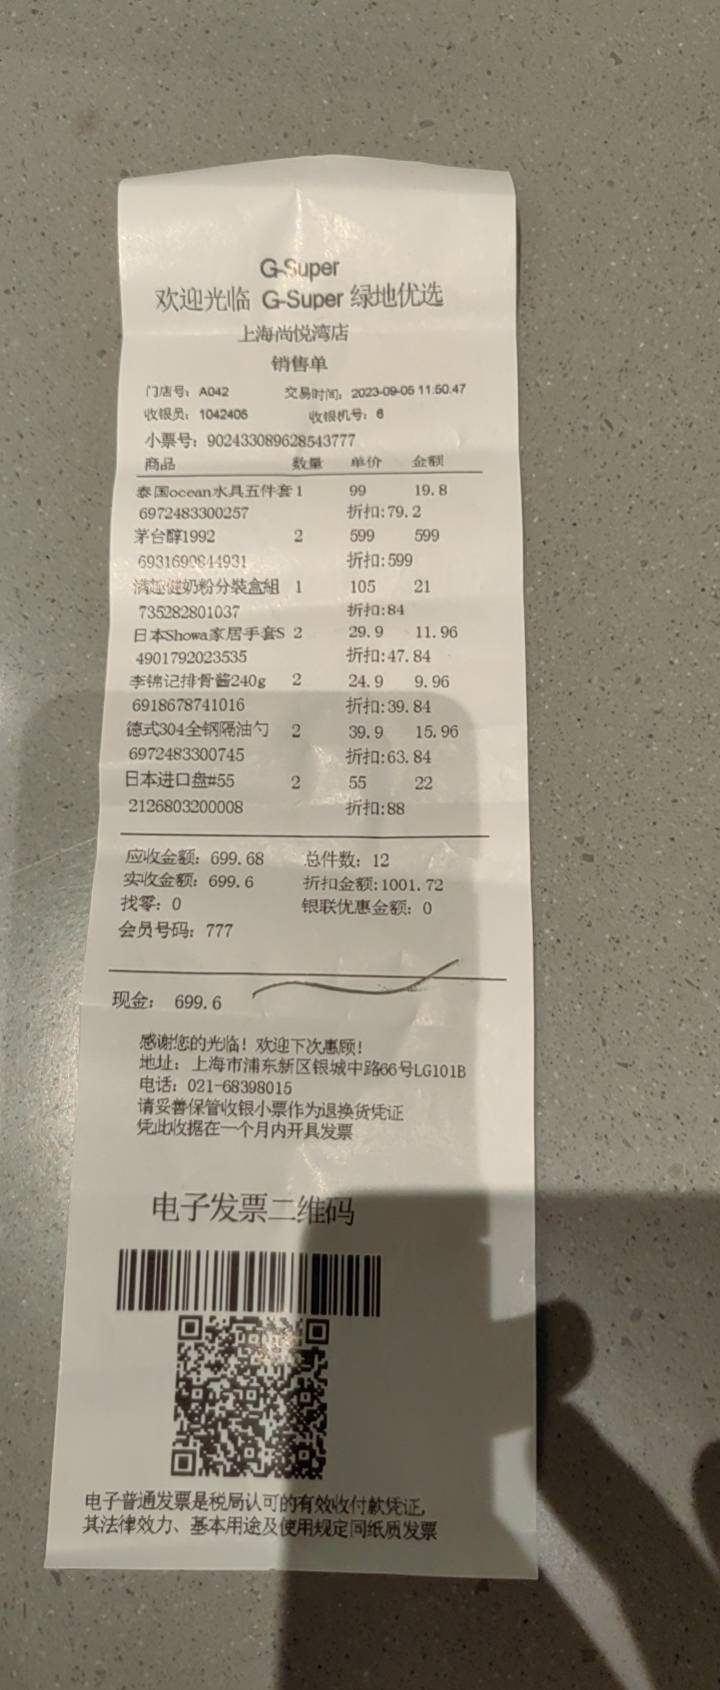 G-Super
欢迎光临 G-Super 绿地优选
上海尚悦湾店
销售单
门店号: A042 交易时间: 2023-09-05 11.50.47
收银员: 1042405 收银机号: 6
小票号: 902433089628543777
商品 数量 单价 金额
泰国ocean水具五件套 1 99 19.8
6972483300257 折扣:79.2
茅台醇1992 2 599 599
6931690844931 折扣:599
满趣健奶粉分装盒組 1 105 21
735282801037 折扣:84
日本Showa家居手套S 2 29.9 11.96
4901792023535 折扣:47.84
李锦记排骨酱240g 2 24.9 9.96
6918678741016 折扣:39.84
德式304全钢隔油勺 2 39.9 15.96
6972483300745 折扣:63.84
日本进口盘#55 2 55 22
2126803200008 折扣:88
应收金额: 699.68 总件数: 12
实收金额: 699.6 折扣金额:1001.72
找零: 0 银联优惠金额: 0
会员号码: 777
现金: 699.6
感谢您的光临! 欢迎下次惠顾!
地址: 上海市浦东新区银城中路66号LG101B
电话: 021-68398015
请妥善保管收银小票作为退换货凭证
凭此收据在一个月内开具发票
电子发票二维码
电子普通发票是税局认可的有效收付款凭证,
其法律效力、基本用途及使用规定同纸质发票